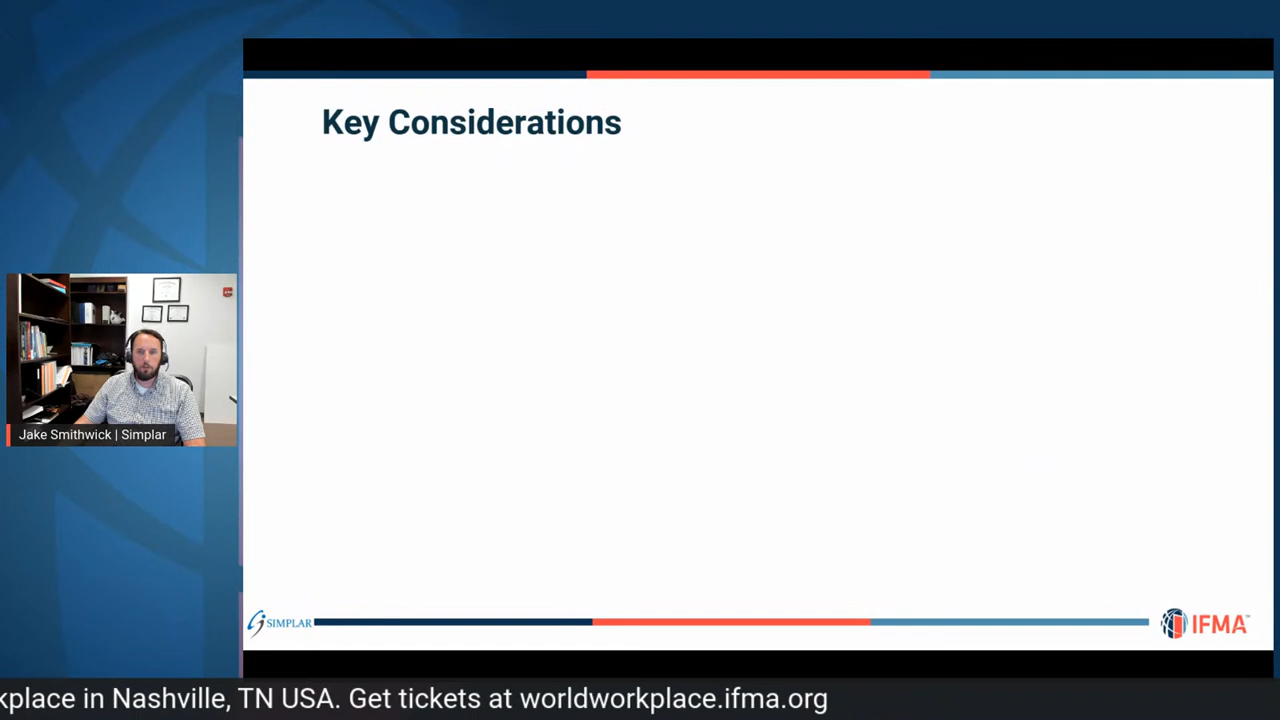 Key Considerations
Jake Smithwick | Simplar
SIMPLAR
IFMA
kplace in Nashville, TN USA. Get tickets at worldworkplace.ifma.org